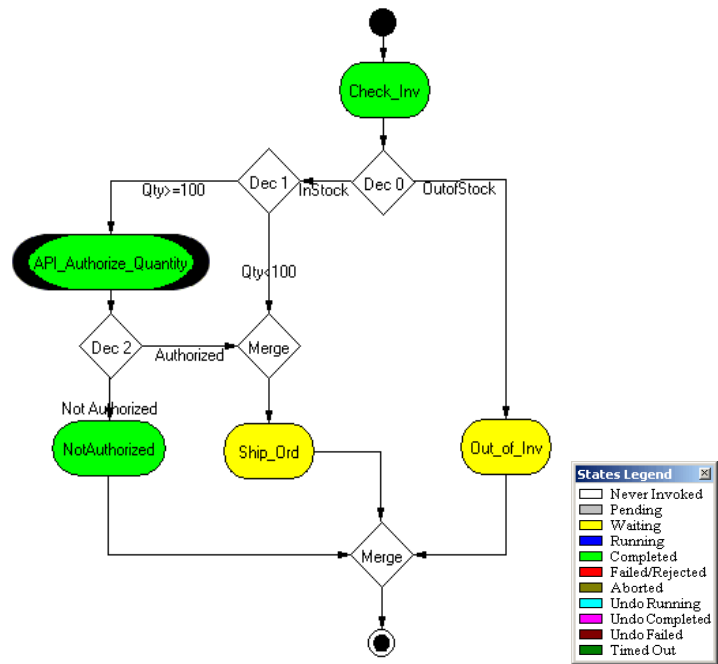 Check_Inv
Dec 1
InStock
Dec 0
OutofStock
Qty>=100
API_Authorize_Quantity
Qty<100
Dec 2
Authorized
Merge
Not Authorized
NotAuthorized
Ship_Ord
Out_of_Inv
Merge
States Legend
Never Invoked
Pending
Waiting
Running
Completed
Failed/Rejected
Aborted
Undo Running
Undo Completed
Undo Failed
Timed Out